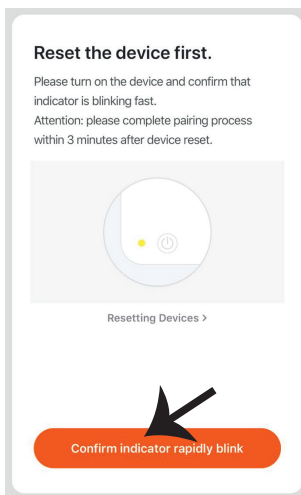 Reset the device first.
Please turn on the device and confirm that
indicator is blinking fast.
Attention: please complete pairing process
within 3 minutes after device reset.
Resetting Devices >
Confirm indicator rapidly blink